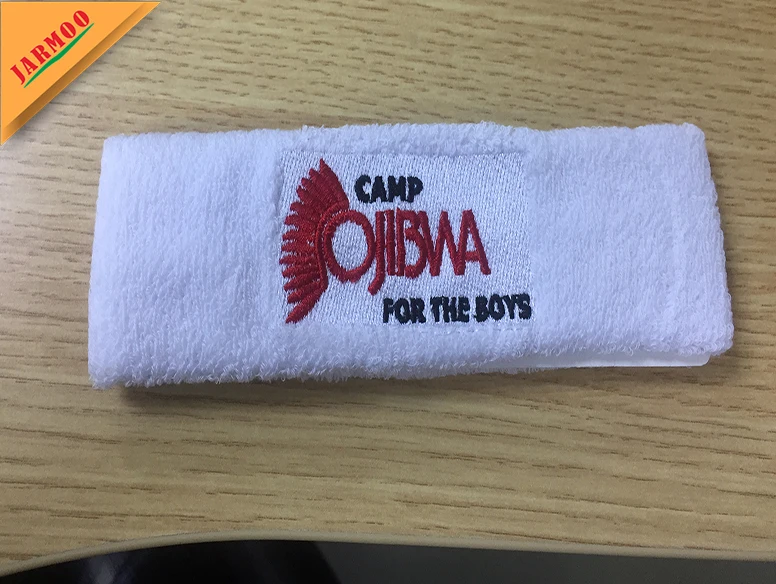 JARMOO
CAMP
OJIBWA
FOR THE BOYS